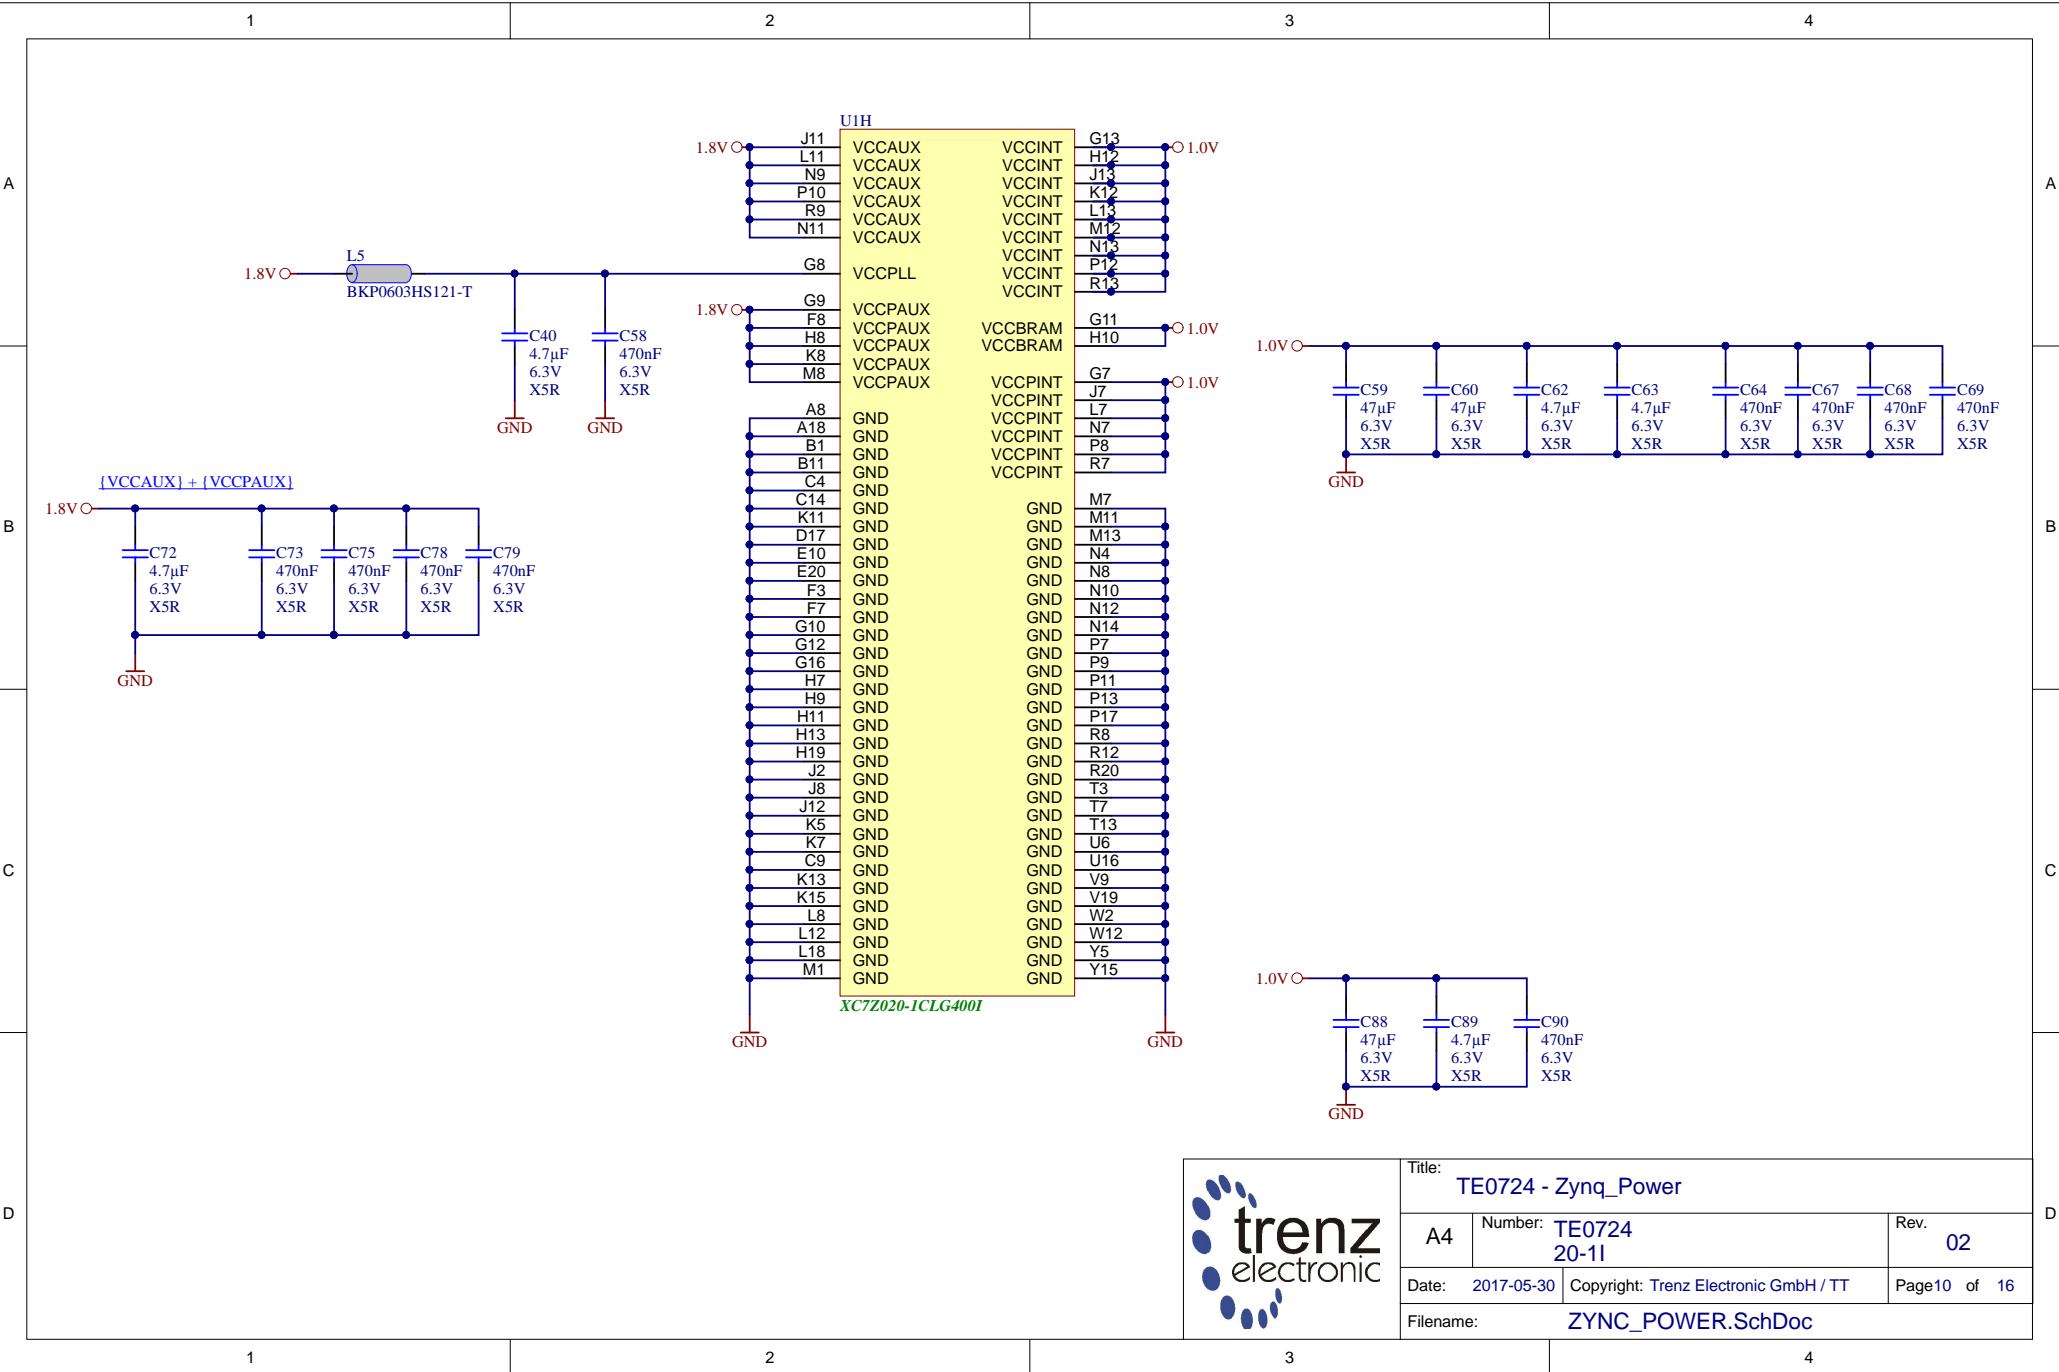 1 2 3 4
A A
B B
C C
D D
U1H
1.8V J11 VCCAUX VCCINT G13 1.0V
L11 VCCAUX VCCINT H12
N9 VCCAUX VCCINT J13
P10 VCCAUX VCCINT K12
R9 VCCAUX VCCINT L13
N11 VCCAUX VCCINT M12
VCCINT N13
1.8V L5 G8 VCCPLL VCCINT P12
BKP0603HS121-T
VCCINT R13
1.8V G9 VCCPAUX
F8 VCCPAUX VCCBRAM G11 1.0V
H8 VCCPAUX VCCBRAM H10
K8 VCCPAUX
M8 VCCPAUX VCCPINT G7 1.0V
VCCPINT J7
A8 GND VCCPINT L7
A18 GND VCCPINT N7
B1 GND VCCPINT P8
B11 GND VCCPINT R7
C4 GND
C14 GND GND M7
K11 GND GND M11
D17 GND GND M13
E10 GND GND N4
E20 GND GND N8
F3 GND GND N10
F7 GND GND N12
G10 GND GND N14
G12 GND GND P7
G16 GND GND P9
H7 GND GND P11
H9 GND GND P13
H11 GND GND P17
H13 GND GND R8
H19 GND GND R12
J2 GND GND R20
J8 GND GND T3
J12 GND GND T7
K5 GND GND T13
K7 GND GND U6
C9 GND GND U16
K13 GND GND V9
K15 GND GND V19
L8 GND GND W2
L12 GND GND W12
L18 GND GND Y5
M1 GND GND Y15
XC7Z020-1CLG400I
GND GND
C40 C58
4.7µF 470nF
6.3V 6.3V
X5R X5R
GND GND
{VCCAUX} + {VCCPAUX}
1.8V
C72 C73 C75 C78 C79
4.7µF 470nF 470nF 470nF 470nF
6.3V 6.3V 6.3V 6.3V 6.3V
X5R X5R X5R X5R X5R
GND
1.0V
C59 C60 C62 C63 C64 C67 C68 C69
47µF 47µF 4.7µF 4.7µF 470nF 470nF 470nF 470nF
6.3V 6.3V 6.3V 6.3V 6.3V 6.3V 6.3V 6.3V
X5R X5R X5R X5R X5R X5R X5R X5R
GND
1.0V
C88 C89 C90
47µF 4.7µF 470nF
6.3V 6.3V 6.3V
X5R X5R X5R
GND
trenz
electronic
Title:
TE0724 - Zynq_Power
A4 Number: TE0724 Rev.
20-1I 02
Date: 2017-05-30 Copyright: Trenz Electronic GmbH / TT Page10 of 16
Filename: ZYNC_POWER.SchDoc
1 2 3 4